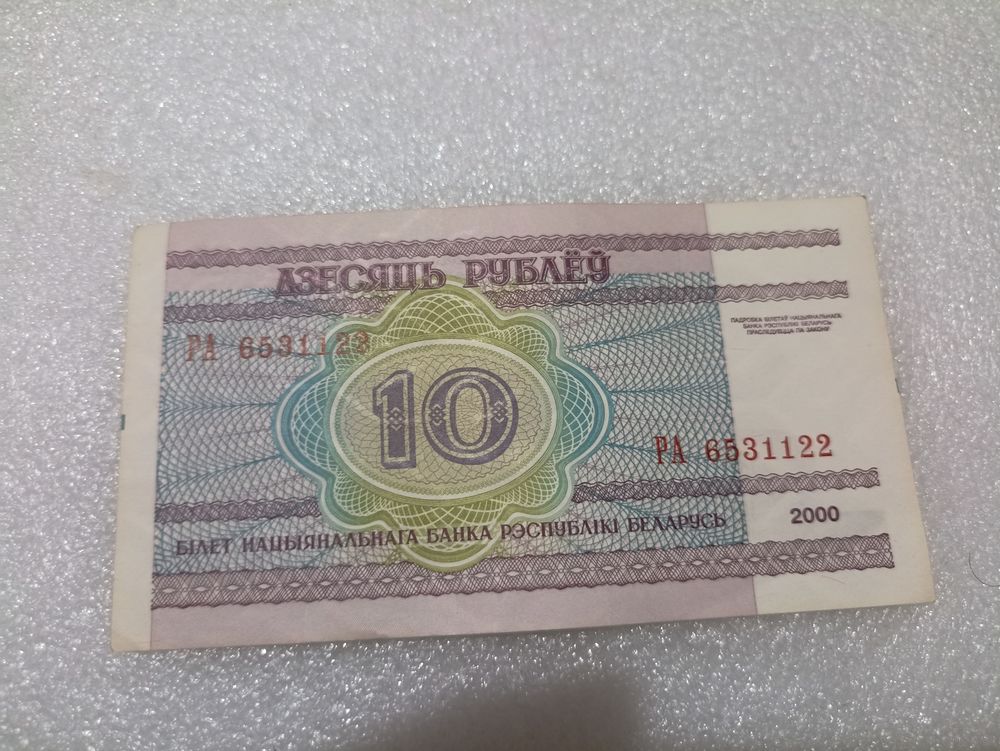 ДЗЕСЯЦЬ РУБЛЁЎ
ПАДРОБКА БІЛЕТАЎ НАЦЫЯНАЛЬНАГА
БАНКА РЭСПУБЛІКІ БЕЛАРУСЬ
ПРАСЛЕДУЕЦЦА ПА ЗАКОНУ
РА 6531123
10
РА 6531122
2000
БІЛЕТ НАЦЫЯНАЛЬНАГА БАНКА РЭСПУБЛІКІ БЕЛАРУСЬ